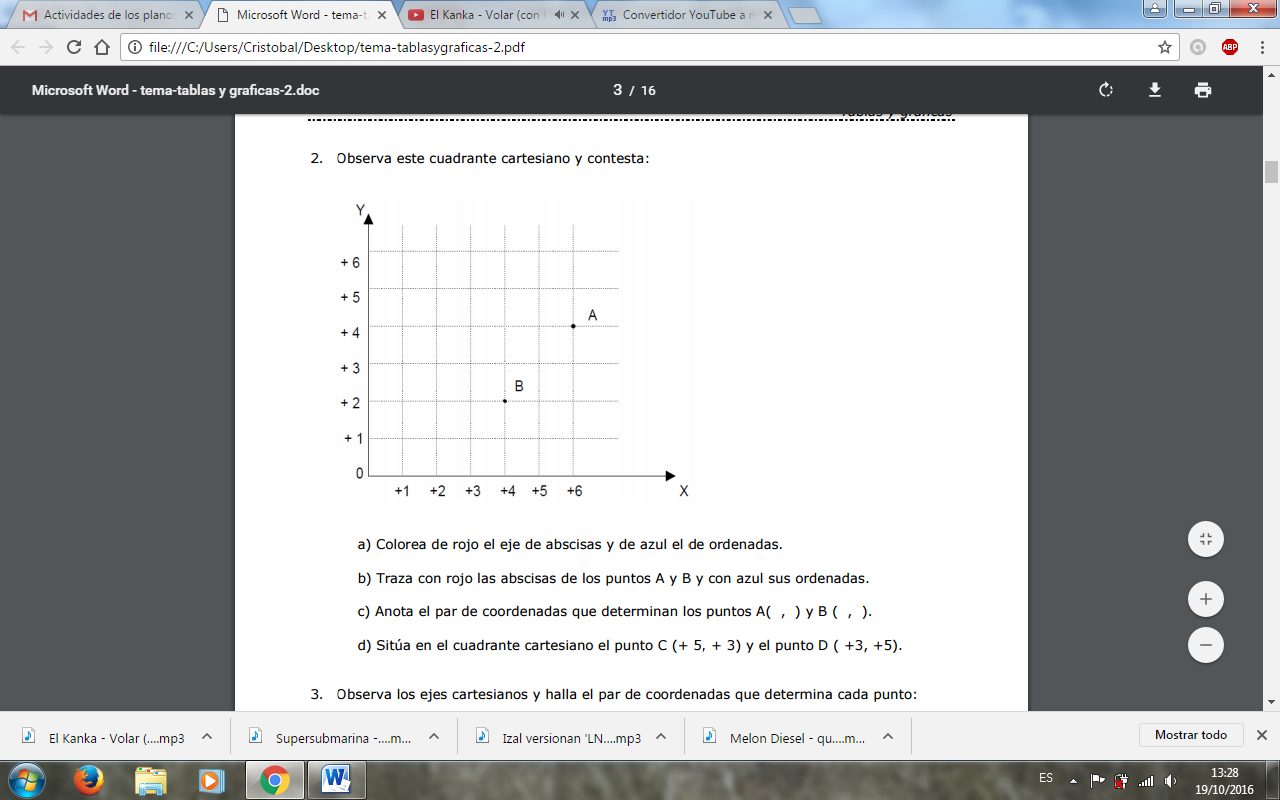 Actividades de los plano
Microsoft Word - tema-t
El Kanka - Volar (con
Convertidor YouTube a m
file:///C:/Users/Cristobal/Desktop/tema-tablasygraficas-2.pdf
ABP
Microsoft Word - tema-tablas y graficas-2.doc
3 / 16
Tablas y gráficas
2. Observa este cuadrante cartesiano y contesta:
Y
+ 6
+ 5
A
+ 4
+ 3
B
+ 2
+ 1
0
+1 +2 +3 +4 +5 +6 X
a) Colorea de rojo el eje de abscisas y de azul el de ordenadas.
b) Traza con rojo las abscisas de los puntos A y B y con azul sus ordenadas.
c) Anota el par de coordenadas que determinan los puntos A( , ) y B ( , ).
d) Sitúa en el cuadrante cartesiano el punto C (+ 5, + 3) y el punto D ( +3, +5).
3. Observa los ejes cartesianos y halla el par de coordenadas que determina cada punto:
El Kanka - Volar (....mp3
Supersubmarina -....m...
Izal versionan 'LN....mp3
Melon Diesel - qu....m...
Mostrar todo
ES
13:28
19/10/2016